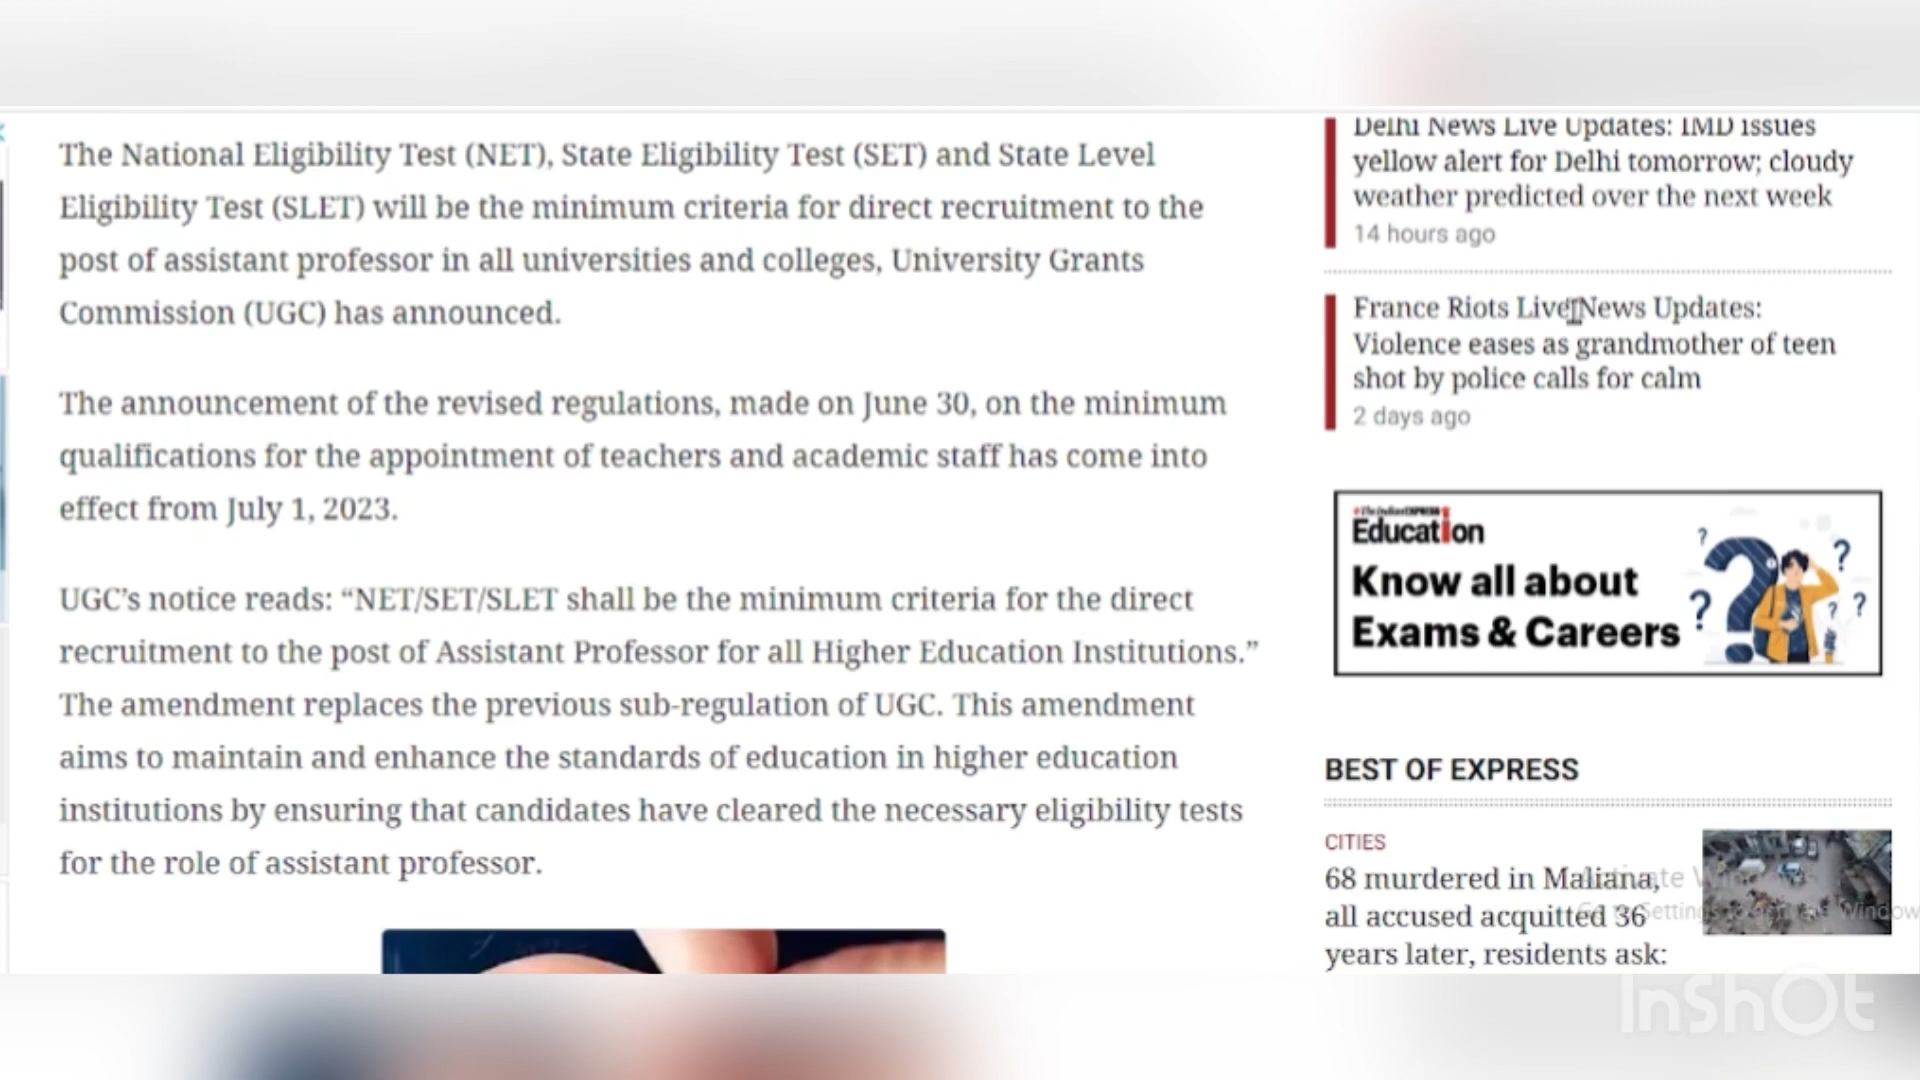 The National Eligibility Test (NET), State Eligibility Test (SET) and State Level
Eligibility Test (SLET) will be the minimum criteria for direct recruitment to the
post of assistant professor in all universities and colleges, University Grants
Commission (UGC) has announced.
The announcement of the revised regulations, made on June 30, on the minimum
qualifications for the appointment of teachers and academic staff has come into
effect from July 1, 2023.
UGC’s notice reads: “NET/SET/SLET shall be the minimum criteria for the direct
recruitment to the post of Assistant Professor for all Higher Education Institutions.”
The amendment replaces the previous sub-regulation of UGC. This amendment
aims to maintain and enhance the standards of education in higher education
institutions by ensuring that candidates have cleared the necessary eligibility tests
for the role of assistant professor.
Delhi News Live Updates: IMD issues
yellow alert for Delhi tomorrow; cloudy
weather predicted over the next week
14 hours ago
France Riots Live News Updates:
Violence eases as grandmother of teen
shot by police calls for calm
2 days ago
The Indian EXPRESS
Education
Know all about
Exams & Careers
BEST OF EXPRESS
CITIES
68 murdered in Maliana,
all accused acquitted 36
years later, residents ask:
Activate
Settings Windows
InShOt